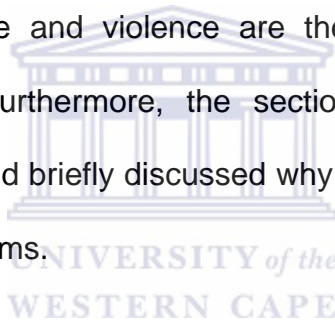 e and violence are the
urthermore, the sectio
d briefly discussed why
ms.
UNIVERSITY of the
WESTERN CAPE